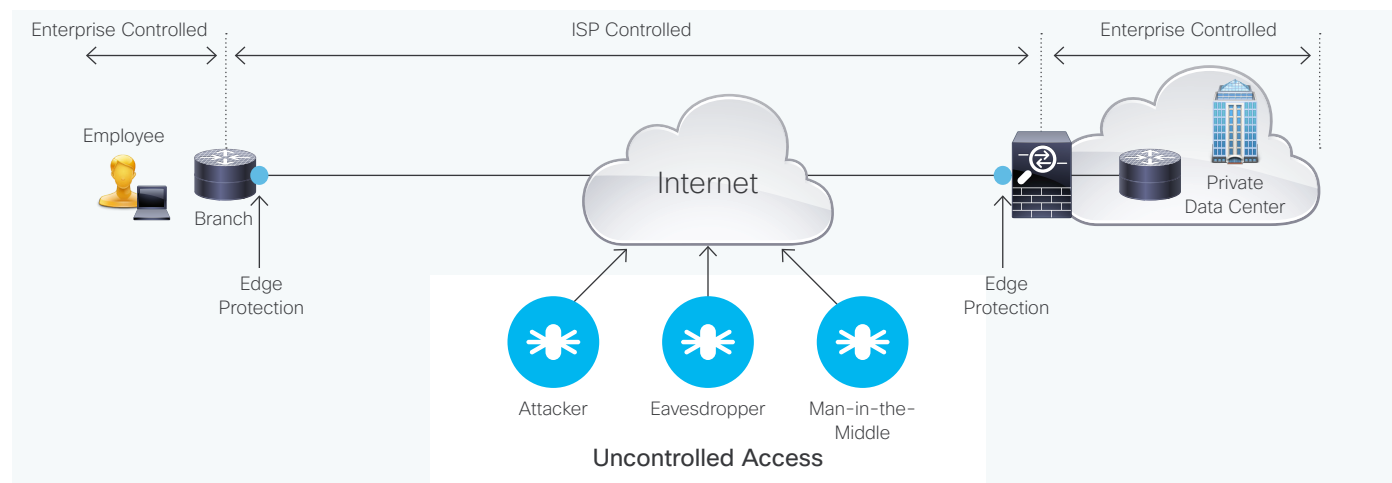 Enterprise Controlled
ISP Controlled
Enterprise Controlled
Employee
Branch
Internet
Private
Data Center
Edge
Protection
Edge
Protection
Attacker
Eavesdropper
Man-in-the-
Middle
Uncontrolled Access